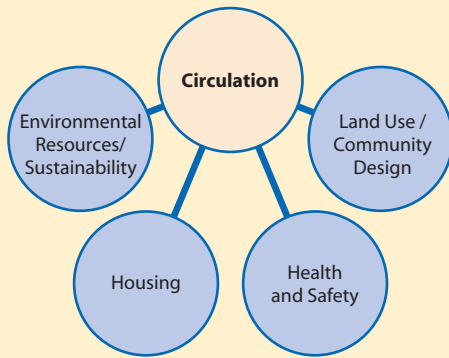 Circulation
Environmental
Resources/
Sustainability
Land Use /
Community
Design
Housing
Health
and Safety